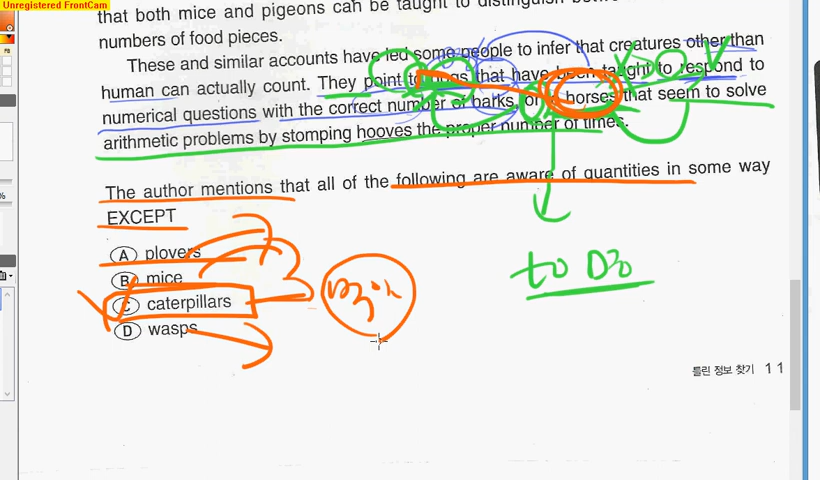 Unregistered FrontCam
that both mice and pigeons can be taught to distinguish
numbers of food pieces.
These and similar accounts have led some people to infer that creatures other than
human can actually count. They point to that have been taught to respond to
numerical questions with the correct number of barks, or horses that seem to solve
arithmetic problems by stomping hooves the proper number of times.
The author mentions that all of the following are aware of quantities in some way
EXCEPT
A plovers
B mice
C caterpillars
D wasps
to
틀린 정보 찾기 11